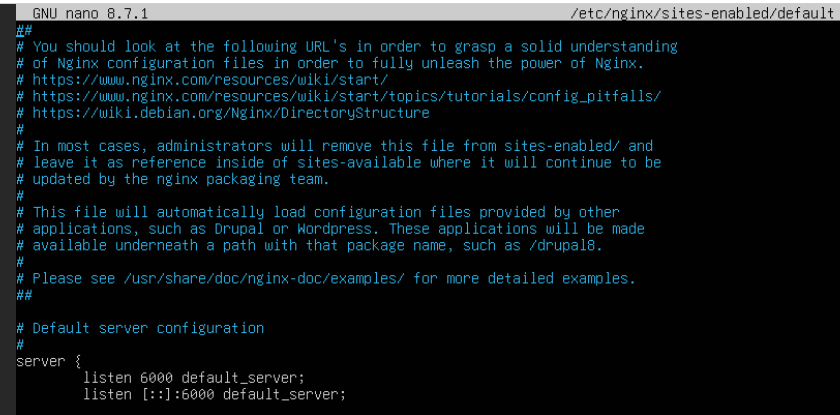 GNU nano 8.7.1 /etc/nginx/sites-enabled/default
##
# You should look at the following URL's in order to grasp a solid understanding
# of Nginx configuration files in order to fully unleash the power of Nginx.
# https://www.nginx.com/resources/wiki/start/
# https://www.nginx.com/resources/wiki/start/topics/tutorials/config_pitfalls/
# https://wiki.debian.org/Nginx/DirectoryStructure
#
# In most cases, administrators will remove this file from sites-enabled/ and
# leave it as reference inside of sites-available where it will continue to be
# updated by the nginx packaging team.
#
# This file will automatically load configuration files provided by other
# applications, such as Drupal or Wordpress. These applications will be made
# available underneath a path with that package name, such as /drupal8.
#
# Please see /usr/share/doc/nginx-doc/examples/ for more detailed examples.
##
# Default server configuration
#
server {
listen 6000 default_server;
listen [::]:6000 default_server;